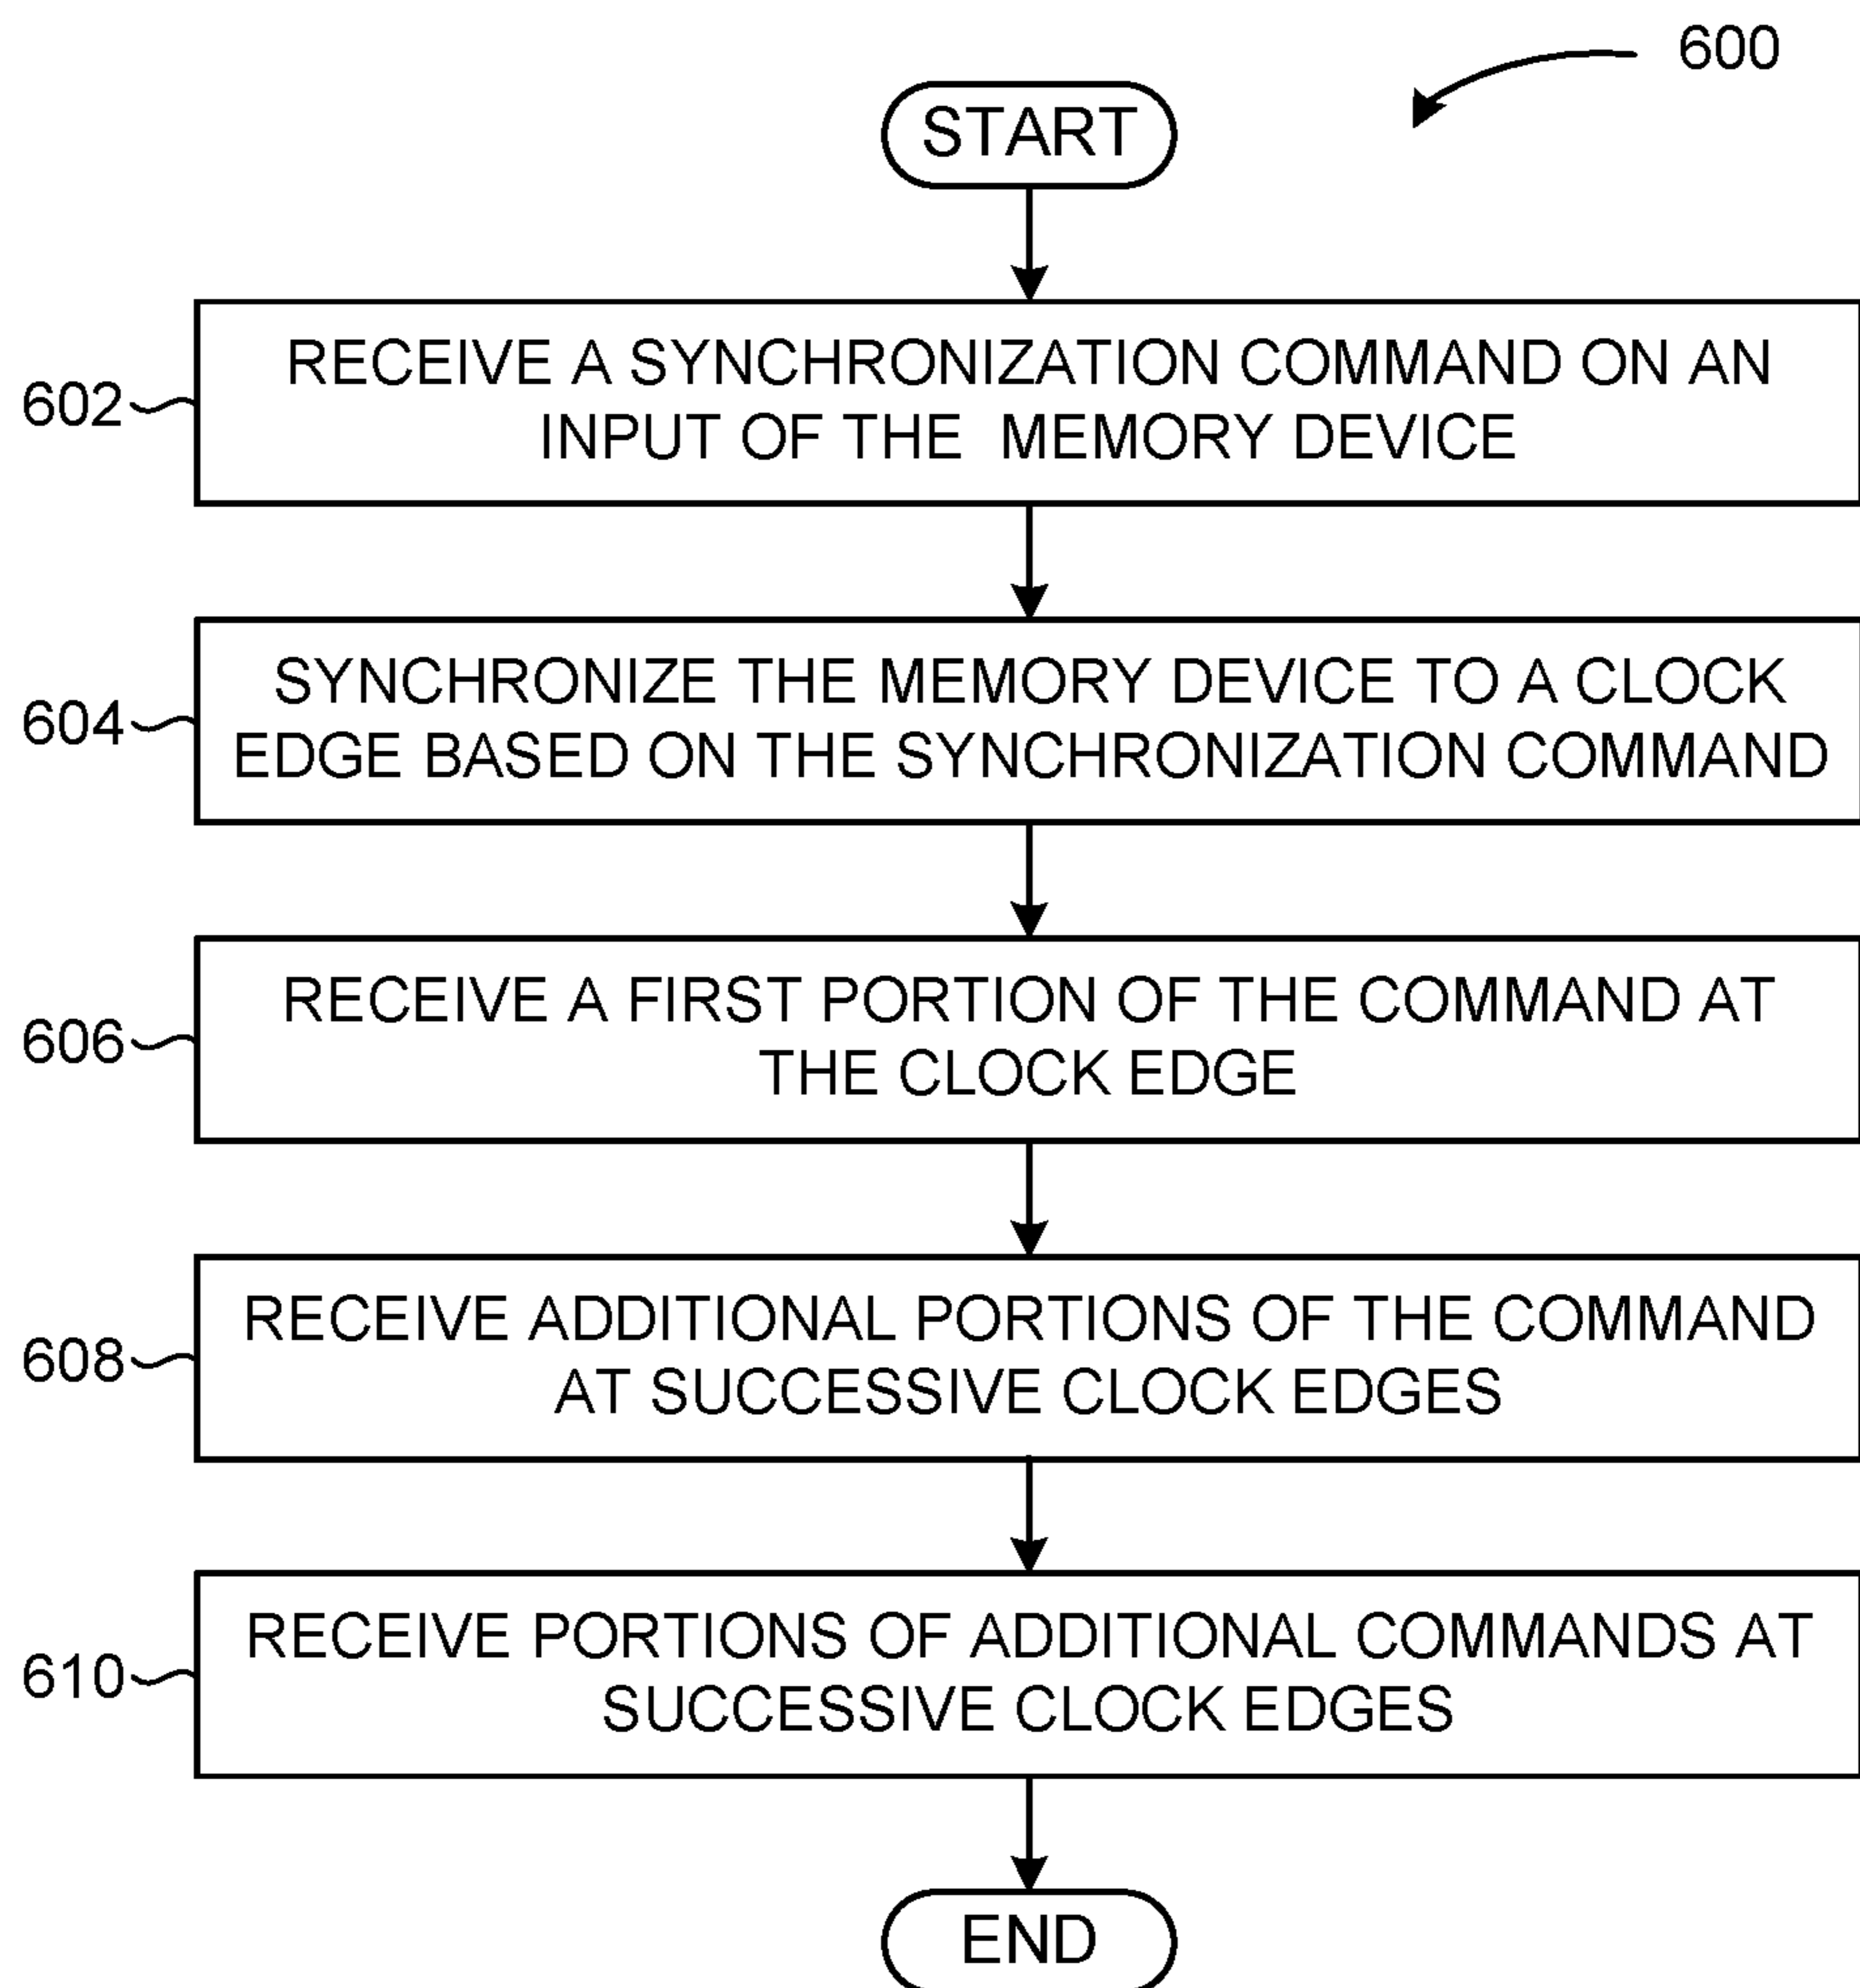 600
START
602
RECEIVE A SYNCHRONIZATION COMMAND ON AN
INPUT OF THE MEMORY DEVICE
604
SYNCHRONIZE THE MEMORY DEVICE TO A CLOCK
EDGE BASED ON THE SYNCHRONIZATION COMMAND
606
RECEIVE A FIRST PORTION OF THE COMMAND AT
THE CLOCK EDGE
608
RECEIVE ADDITIONAL PORTIONS OF THE COMMAND
AT SUCCESSIVE CLOCK EDGES
610
RECEIVE PORTIONS OF ADDITIONAL COMMANDS AT
SUCCESSIVE CLOCK EDGES
END